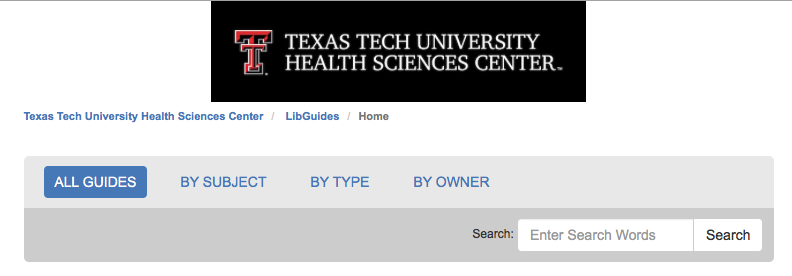 TEXAS TECH UNIVERSITY
HEALTH SCIENCES CENTER™
Texas Tech University Health Sciences Center / LibGuides / Home
ALL GUIDES BY SUBJECT BY TYPE BY OWNER
Search: Enter Search Words Search